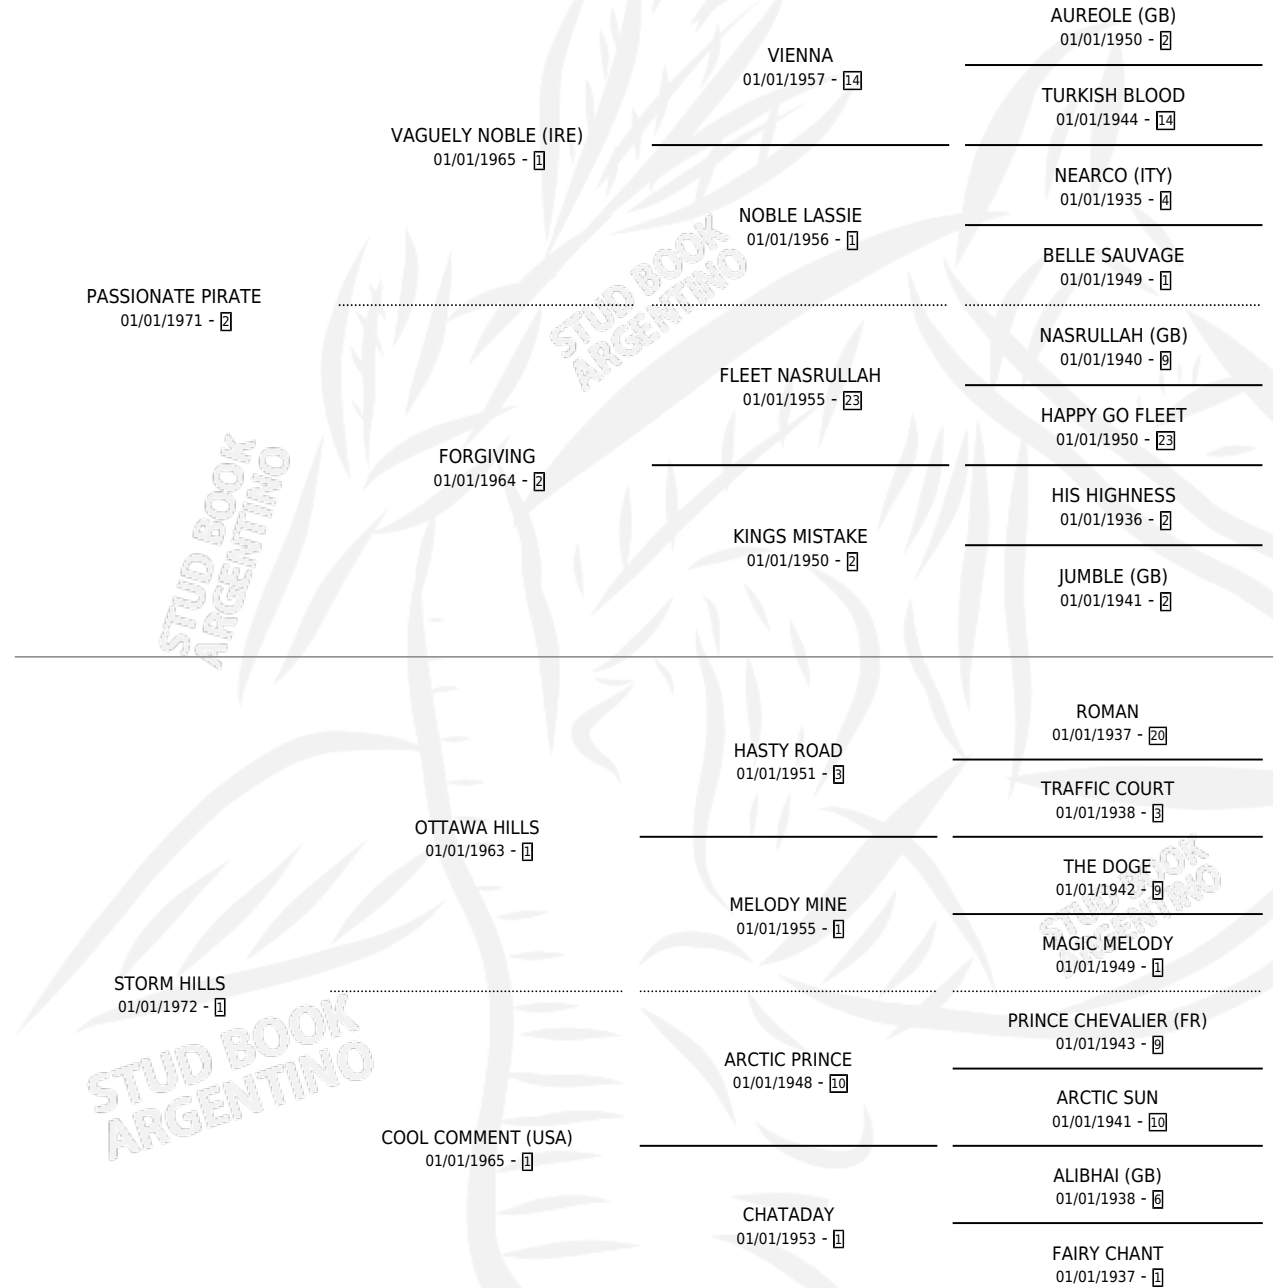 AUREOLE (GB)
01/01/1950 - 2
VIENNA
01/01/1957 - 14
TURKISH BLOOD
01/01/1944 - 14
VAGUELY NOBLE (IRE)
01/01/1965 - 1
NEARCO (ITY)
01/01/1935 - 4
NOBLE LASSIE
01/01/1956 - 1
BELLE SAUVAGE
01/01/1949 - 1
PASSIONATE PIRATE
01/01/1971 - 2
NASRULLAH (GB)
01/01/1940 - 9
FLEET NASRULLAH
01/01/1955 - 23
HAPPY GO FLEET
01/01/1950 - 23
FORGIVING
01/01/1964 - 2
HIS HIGHNESS
01/01/1936 - 2
KINGS MISTAKE
01/01/1950 - 2
JUMBLE (GB)
01/01/1941 - 2
ROMAN
01/01/1937 - 20
HASTY ROAD
01/01/1951 - 3
TRAFFIC COURT
01/01/1938 - 3
OTTAWA HILLS
01/01/1963 - 1
THE DOGE
01/01/1942 - 9
MELODY MINE
01/01/1955 - 1
MAGIC MELODY
01/01/1949 - 1
STORM HILLS
01/01/1972 - 1
PRINCE CHEVALIER (FR)
01/01/1943 - 9
ARCTIC PRINCE
01/01/1948 - 10
ARCTIC SUN
01/01/1941 - 10
COOL COMMENT (USA)
01/01/1965 - 1
ALIBHAI (GB)
01/01/1938 - 6
CHATADAY
01/01/1953 - 1
FAIRY CHANT
01/01/1937 - 1
STUD BOOK
ARGENTINO
STUD BOOK
ARGENTINO
STUD BOOK
ARGENTINO
STUD BOOK
ARGENTINO